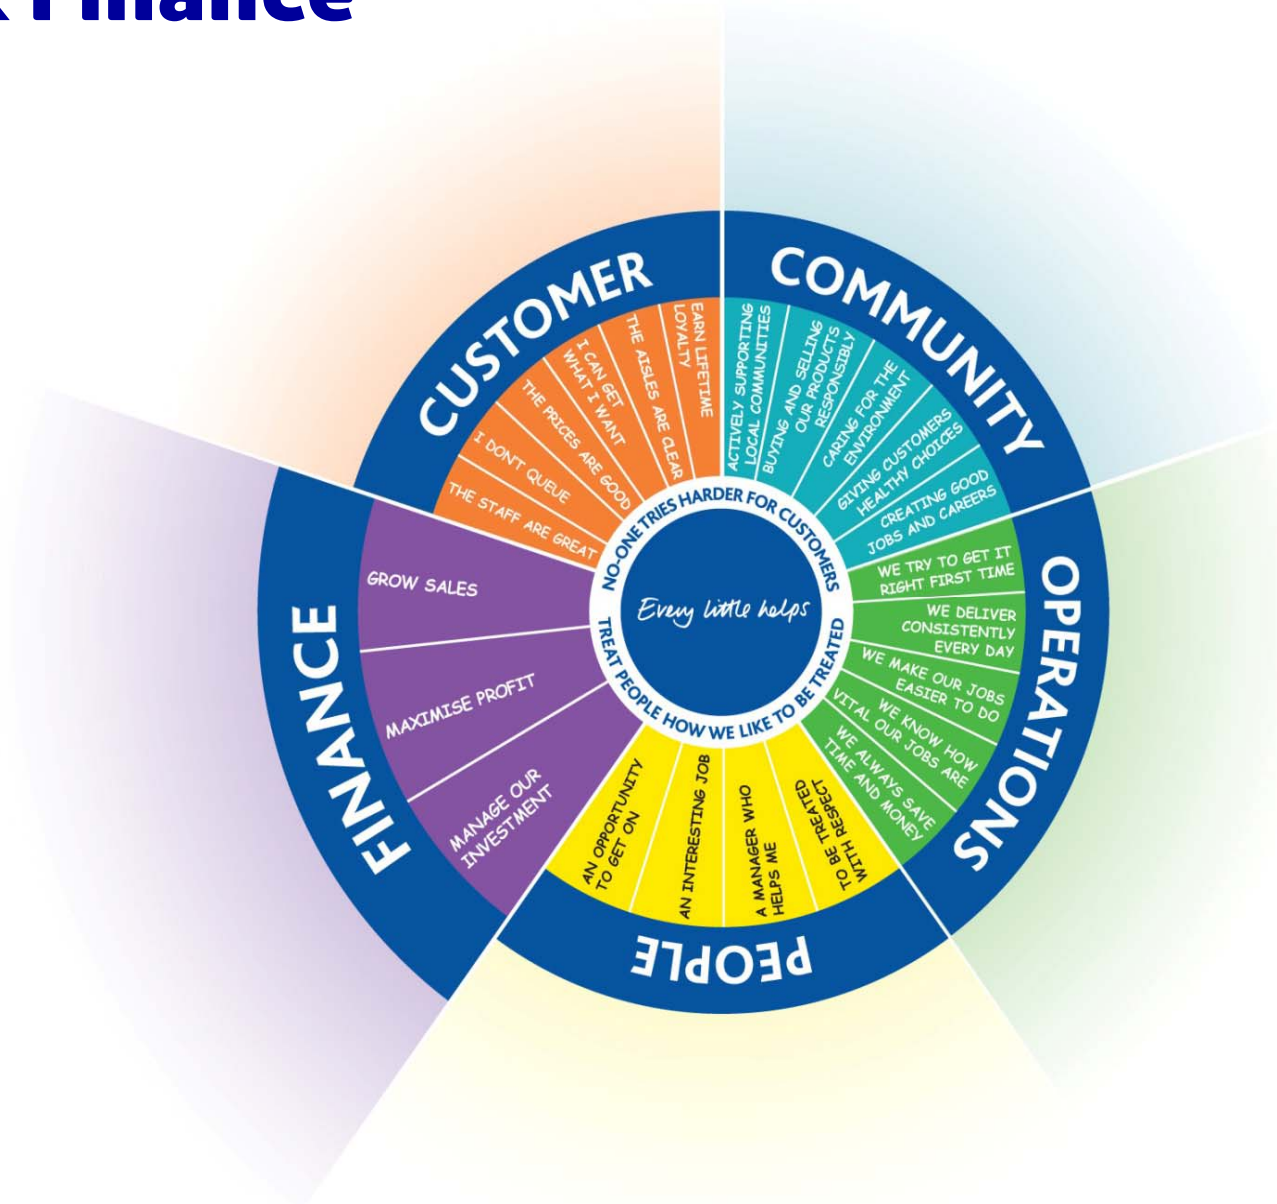 Finance
CUSTOMER
EARN LIFETIME
LOYALTY
THE AISLES ARE CLEAR
I CAN GET
WHAT I WANT
THE PRICES ARE GOOD
I DON'T QUEUE
THE STAFF ARE GREAT
COMMUNITY
ACTIVELY SUPPORTING
LOCAL COMMUNITIES
BUYING AND SELLING
OUR PRODUCTS
RESPONSIBLY
CARING FOR THE
ENVIRONMENT
GIVING CUSTOMERS
HEALTHY CHOICES
CREATING GOOD
JOBS AND CAREERS
OPERATIONS
WE TRY TO GET IT
RIGHT FIRST TIME
WE DELIVER
CONSISTENTLY
EVERY DAY
WE MAKE OUR JOBS
EASIER TO DO
WE KNOW HOW
VITAL OUR JOBS ARE
WE ALWAYS SAVE
TIME AND MONEY
PEOPLE
TO BE TREATED
WITH RESPECT
A MANAGER WHO
HELPS ME
AN INTERESTING JOB
AN OPPORTUNITY
TO GET ON
FINANCE
GROW SALES
MAXIMISE PROFIT
MANAGE OUR
INVESTMENT
NO-ONE TRIES HARDER FOR CUSTOMERS
Every little helps
TREAT PEOPLE HOW WE LIKE TO BE TREATED